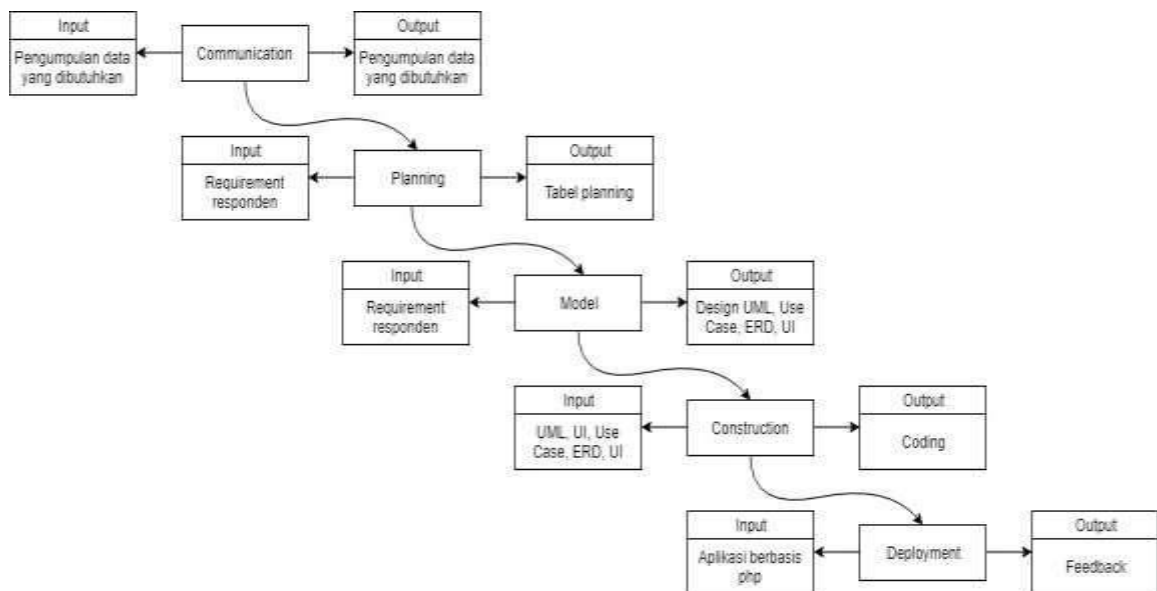 Input
Pengumpulan data
yang dibutuhkan
Communication
Output
Pengumpulan data
yang dibutuhkan
Input
Requirement
responden
Planning
Output
Tabel planning
Input
Requirement
responden
Model
Output
Design UML, Use
Case, ERD, UI
Input
UML, UI, Use
Case, ERD, UI
Construction
Output
Coding
Input
Aplikasi berbasis
php
Deployment
Output
Feedback